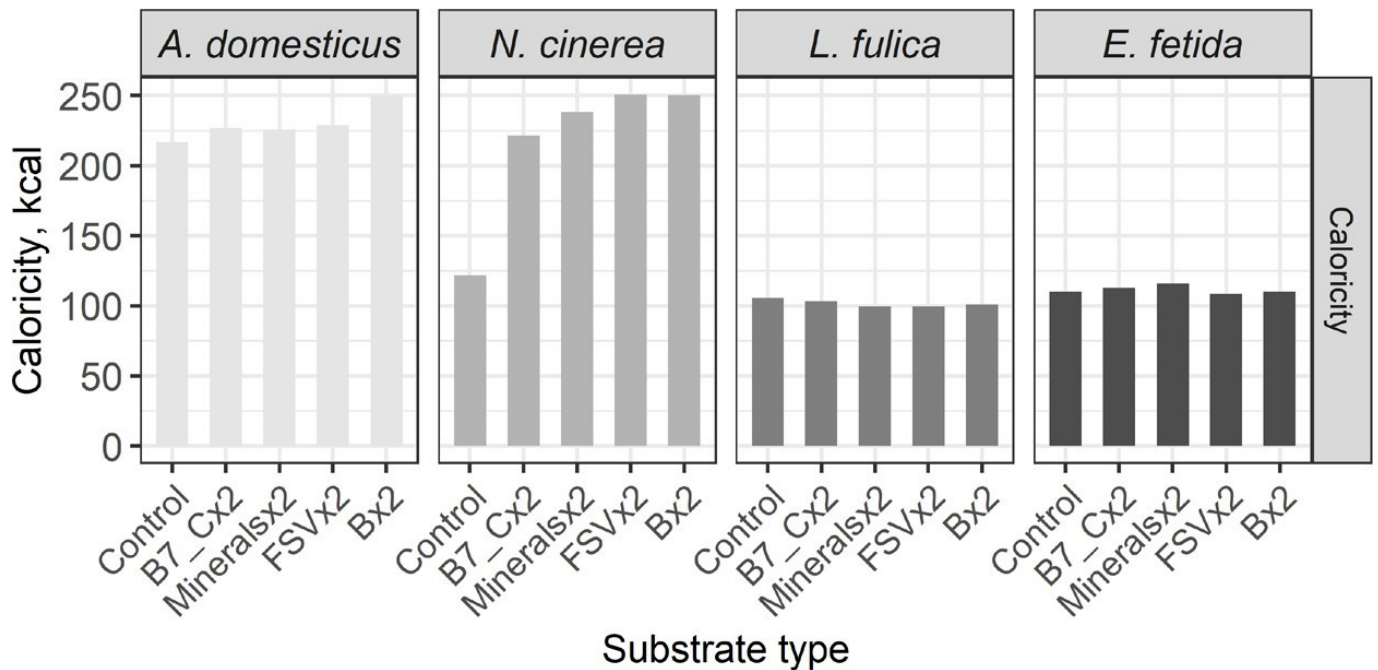 A. domesticus
N. cinerea
L. fulica
E. fetida
Caloricity, kcal
250
200
150
100
50
0
Caloricity
Control
B7_Cx2
Mineralsx2
FSVx2
Bx2
Control
B7_Cx2
Mineralsx2
FSVx2
Bx2
Control
B7_Cx2
Mineralsx2
FSVx2
Bx2
Control
B7_Cx2
Mineralsx2
FSVx2
Bx2
Substrate type